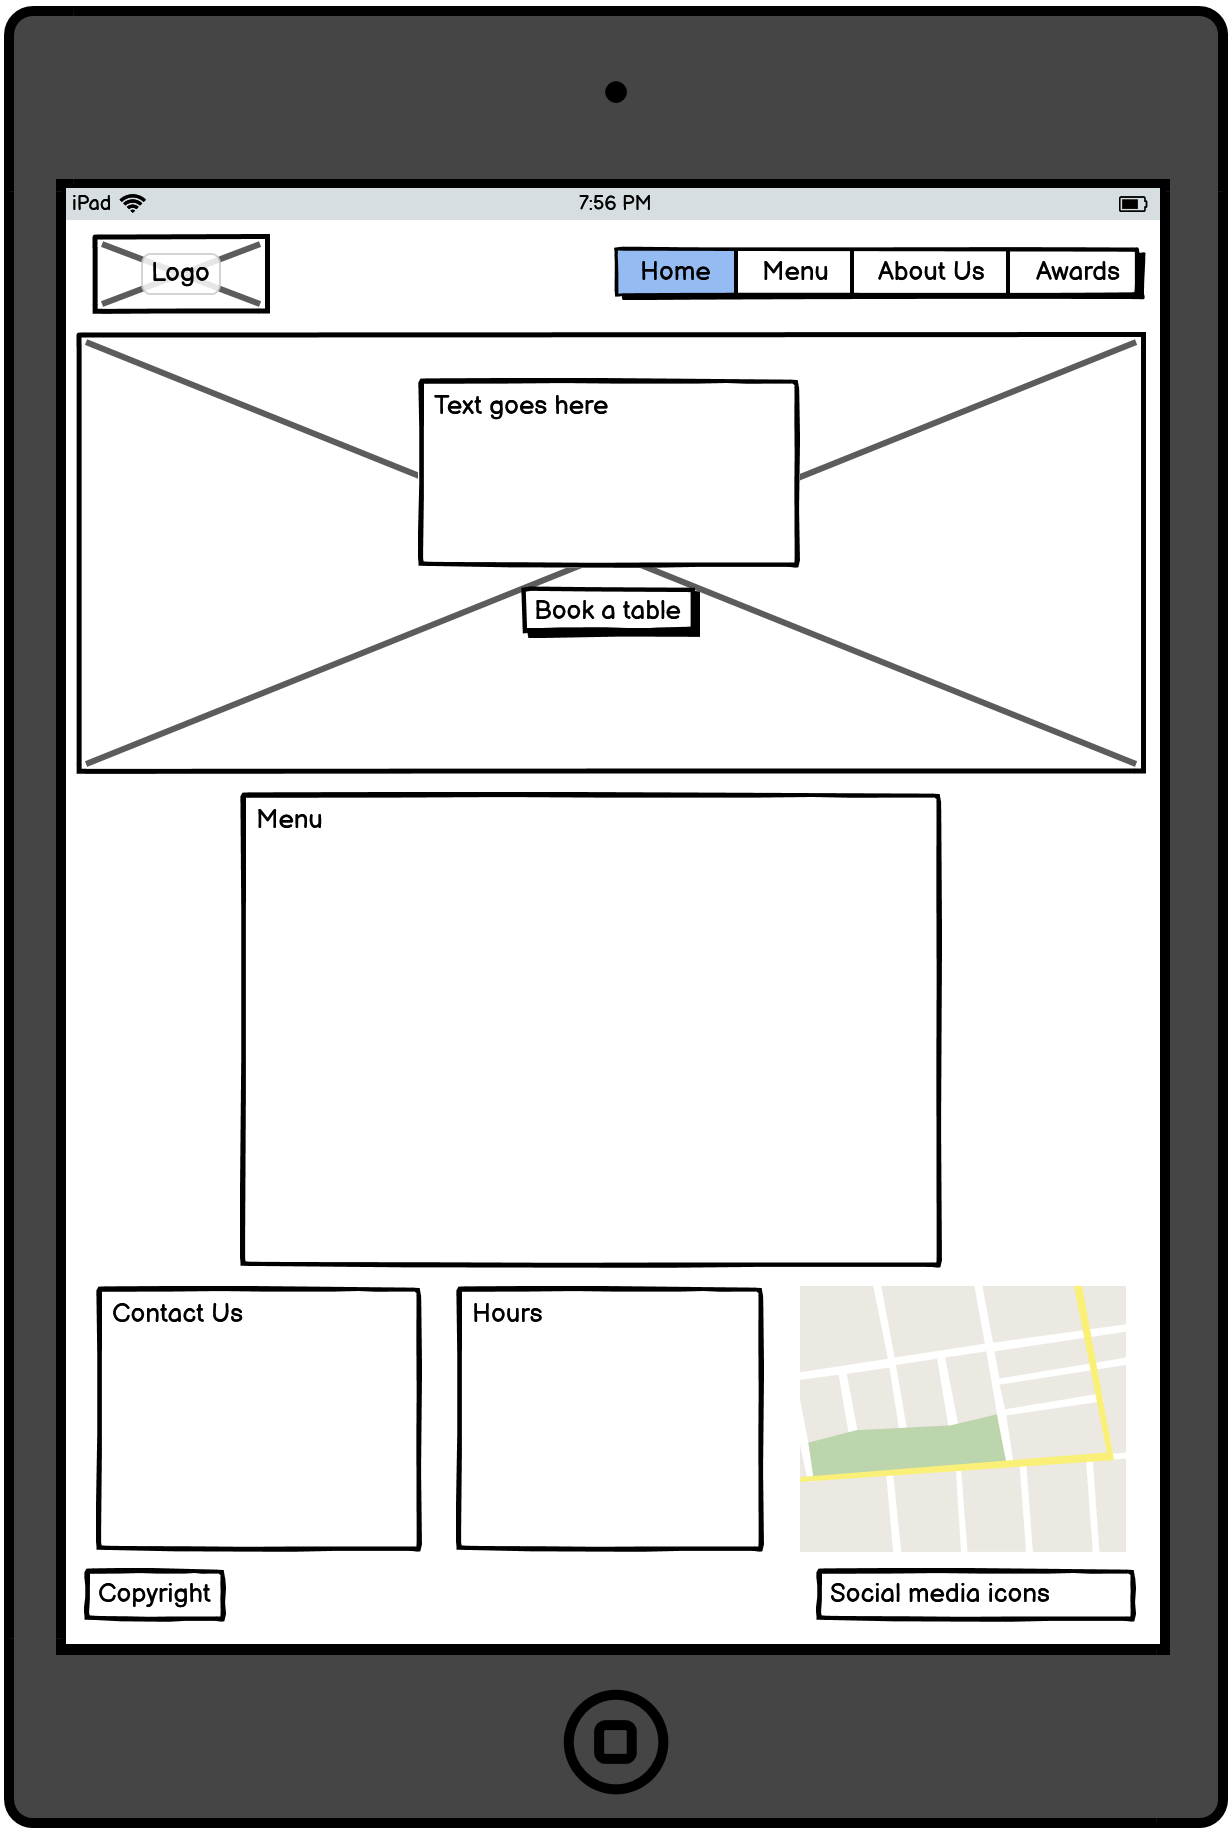 iPad 7:56 PM
Logo
Home Menu About Us Awards
Text goes here
Book a table
Menu
Contact Us
Hours
Copyright
Social media icons